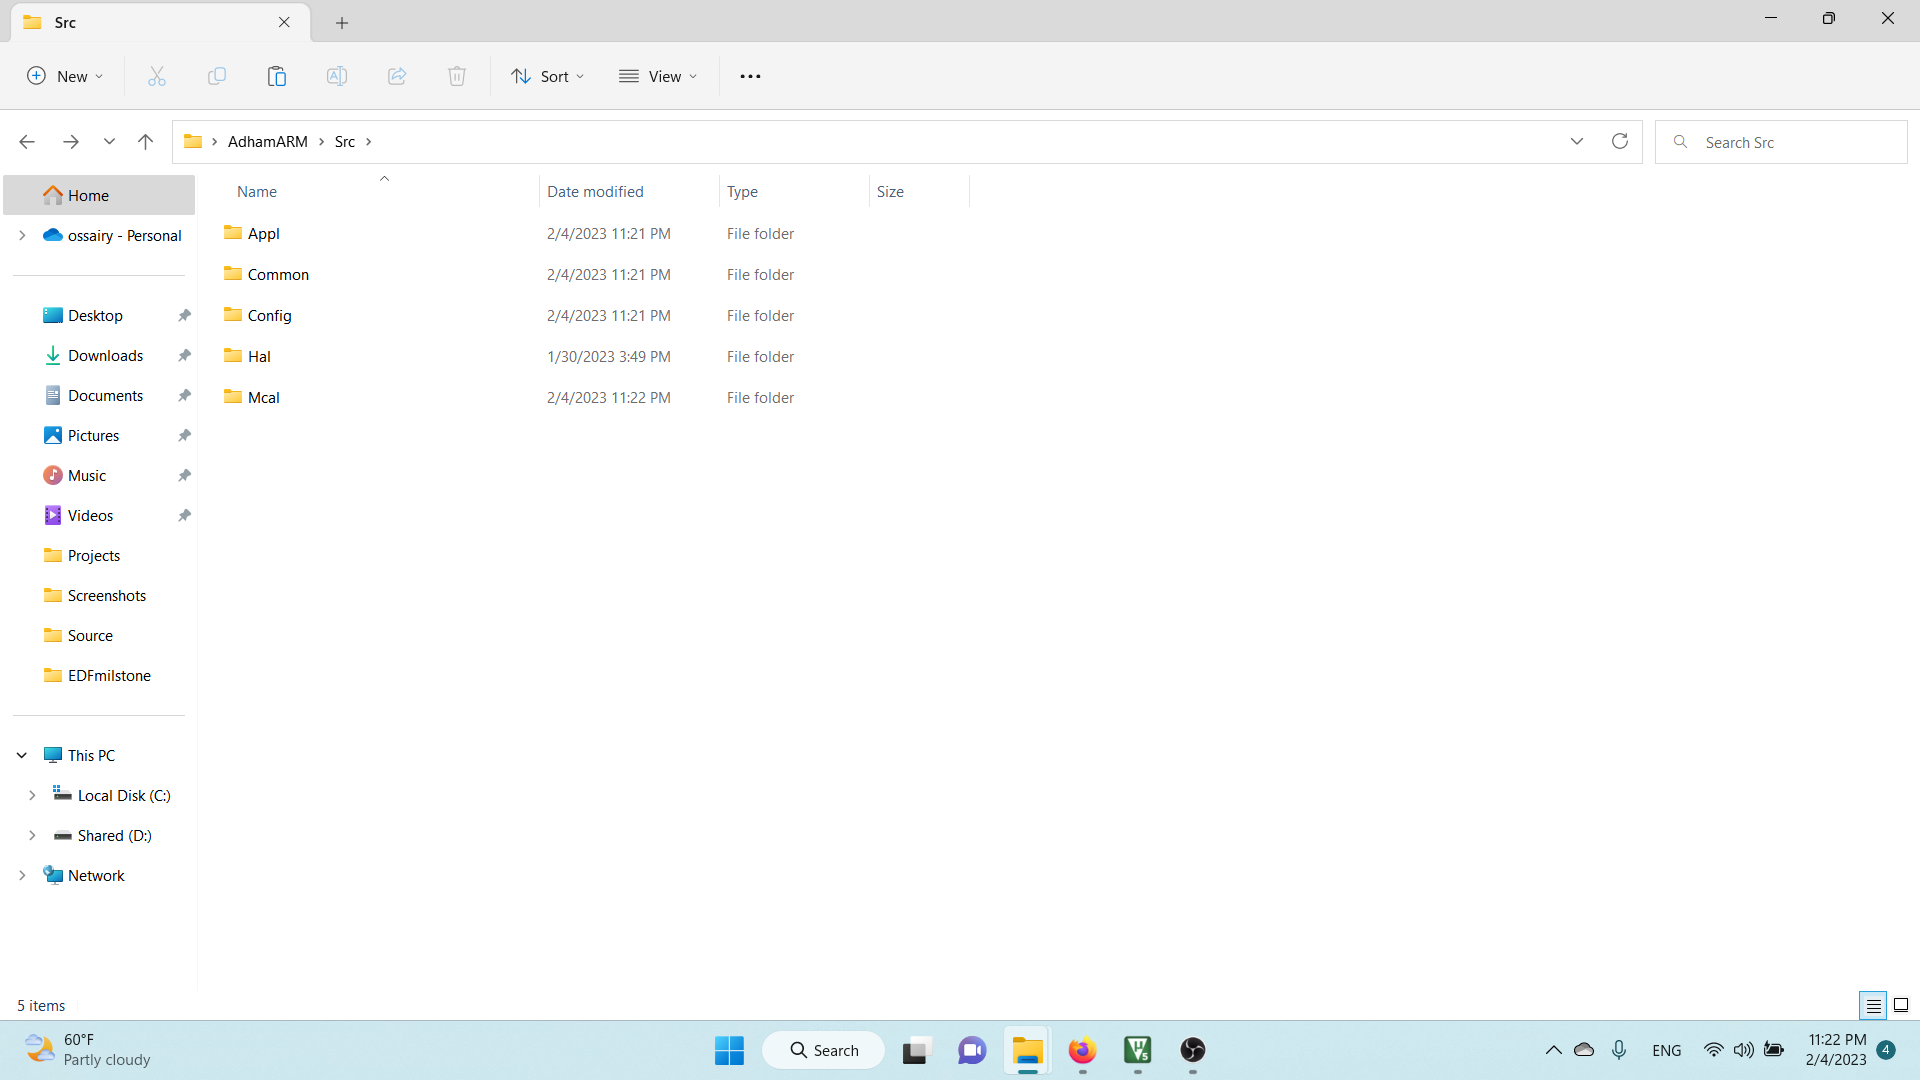 Src
New
Sort
View
AdhamARM
Src
Search Src
Name
Date modified
Type
Size
Home
ossairy - Personal
Desktop
Downloads
Documents
Pictures
Music
Videos
Projects
Screenshots
Source
EDFmilstone
This PC
Local Disk (C:)
Shared (D:)
Network
Appl 2/4/2023 11:21 PM File folder
Common 2/4/2023 11:21 PM File folder
Config 2/4/2023 11:21 PM File folder
Hal 1/30/2023 3:49 PM File folder
Mcal 2/4/2023 11:22 PM File folder
5 items
60°F
Partly cloudy
Search
ENG
11:22 PM
2/4/2023
4